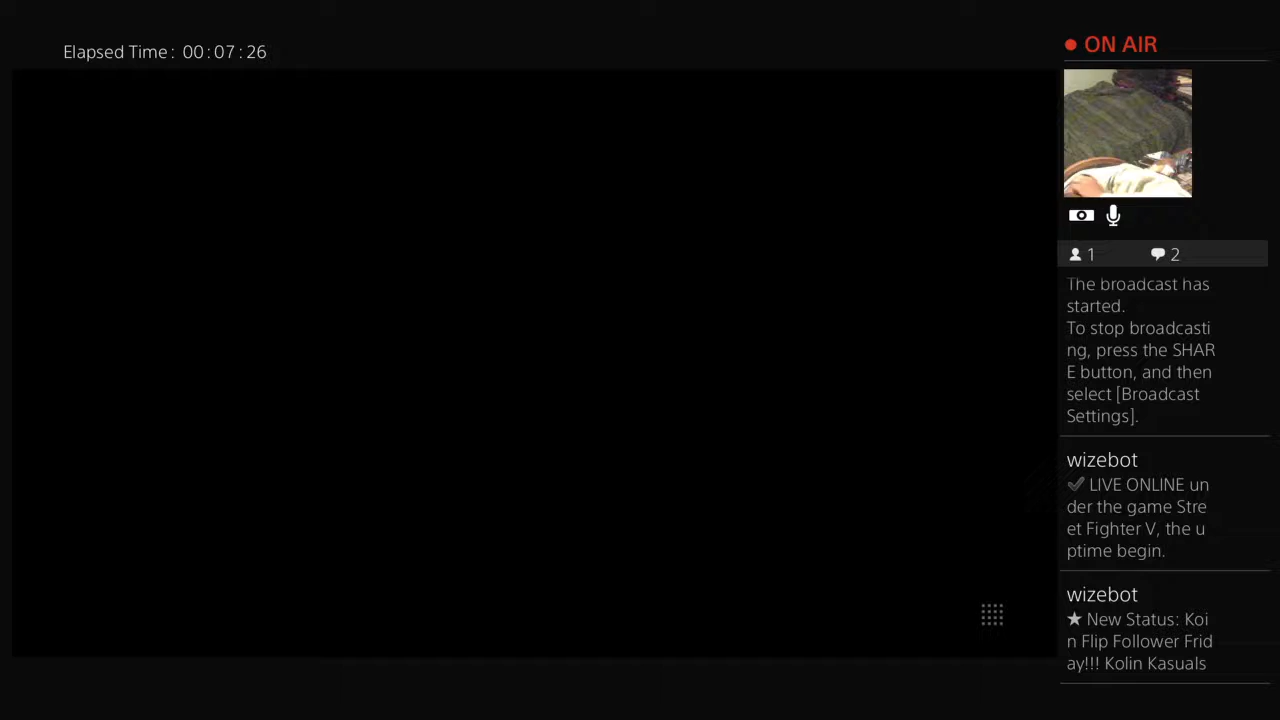 Elapsed Time: 00:07:26
ON AIR
1 2
The broadcast has
started.
To stop broadcasti
ng, press the SHAR
E button, and then
select [Broadcast
Settings].
wizebot
✔ LIVE ONLINE un
der the game Stre
et Fighter V, the u
ptime begin.
wizebot
★ New Status: Koi
n Flip Follower Frid
ay!!! Kolin Kasuals